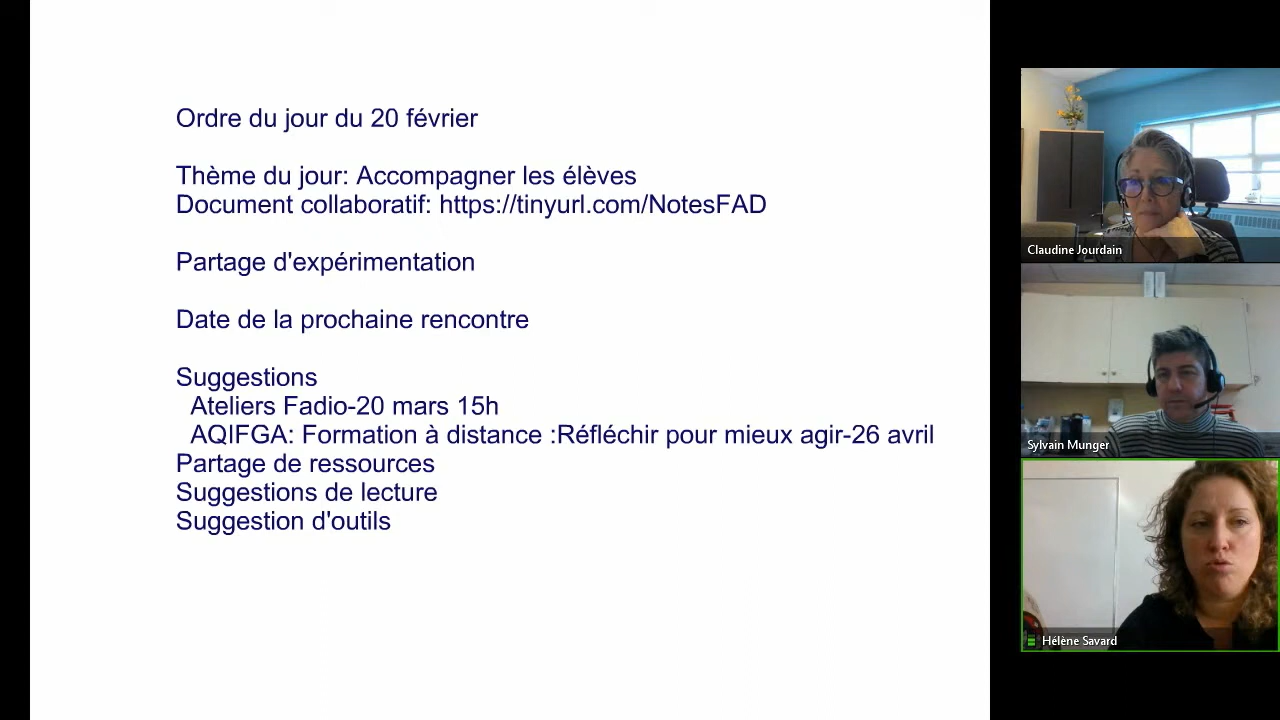 Ordre du jour du 20 février
Thème du jour: Accompagner les élèves
Document collaboratif: https://tinyurl.com/NotesFAD
Partage d'expérimentation
Date de la prochaine rencontre
Suggestions
Ateliers Fadio-20 mars 15h
AQIFGA: Formation à distance :Réfléchir pour mieux agir-26 avril
Partage de ressources
Suggestions de lecture
Suggestion d'outils
Claudine Jourdain
Sylvain Munger
Hélène Savard